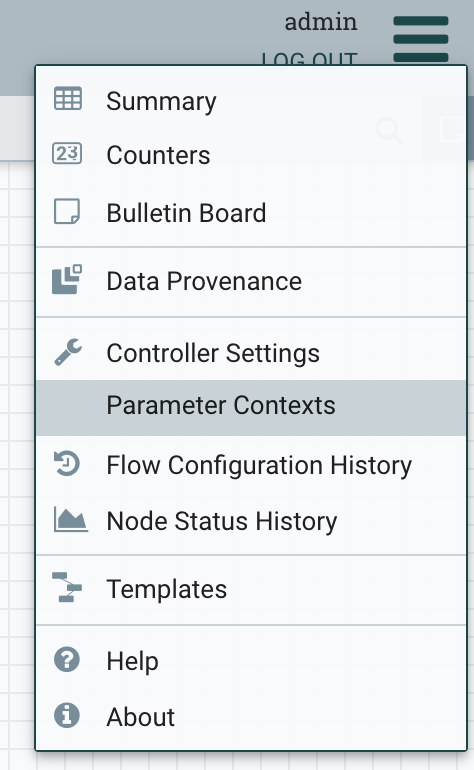 admin
LOG OUT
Summary
23 Counters
Bulletin Board
Data Provenance
Controller Settings
Parameter Contexts
Flow Configuration History
Node Status History
Templates
? Help
i About